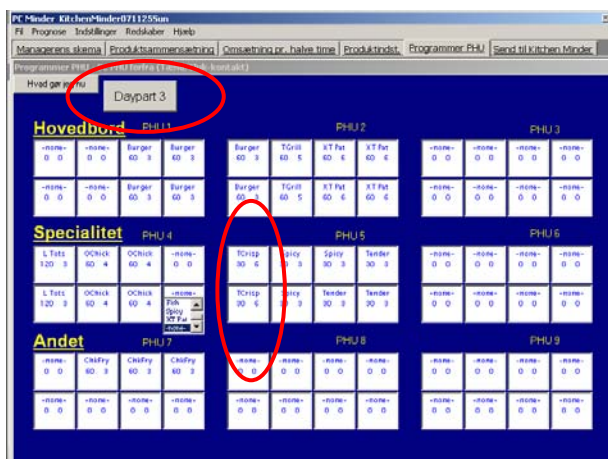 PC Minder KitchenMinder0711255un
Fil Prognose Indstillinger Redskaber Hjælp
Managerens skema Produktsammensætning Omsætning pr. halve time Produktindst. Programmer PHU Send til Kitchen Minder
Programmer PHU
Hvad gør jeg nu
Daypart 3
Hovedbord PHU 1 PHU 2 PHU 3
-none- -none- Burger Burger Burger TGrill XT Pat XT Pat -none- -none- -none- -none-
0 0 0 0 60 3 60 3 60 3 60 5 60 6 60 6 0 0 0 0 0 0 0 0
-none- -none- Burger Burger Burger TGrill XT Pat XT Pat -none- -none- -none- -none-
0 0 0 0 60 3 60 3 60 3 60 5 60 6 60 6 0 0 0 0 0 0 0 0
Specialitet PHU 4 PHU 5 PHU 6
L Tots OChick OChick -none- TCrisp Spicy Spicy Tender -none- -none- -none- -none-
120 3 60 4 60 4 0 0 30 6 30 3 30 3 30 3 0 0 0 0 0 0 0 0
L Tots OChick OChick -none- TCrisp Spicy Tender Tender -none- -none- -none- -none-
120 3 60 4 60 4 30 6 30 3 30 3 30 3 0 0 0 0 0 0 0 0
Fish
Spicy
XT Pat
-none-
Andet PHU 7 PHU 8 PHU 9
-none- ChkFry ChkFry ChkFry -none- -none- -none- -none- -none- -none- -none- -none-
0 0 60 3 60 3 60 3 0 0 0 0 0 0 0 0 0 0 0 0 0 0 0 0
-none- -none- -none- -none- -none- -none- -none- -none- -none- -none- -none- -none-
0 0 0 0 0 0 0 0 0 0 0 0 0 0 0 0 0 0 0 0 0 0 0 0